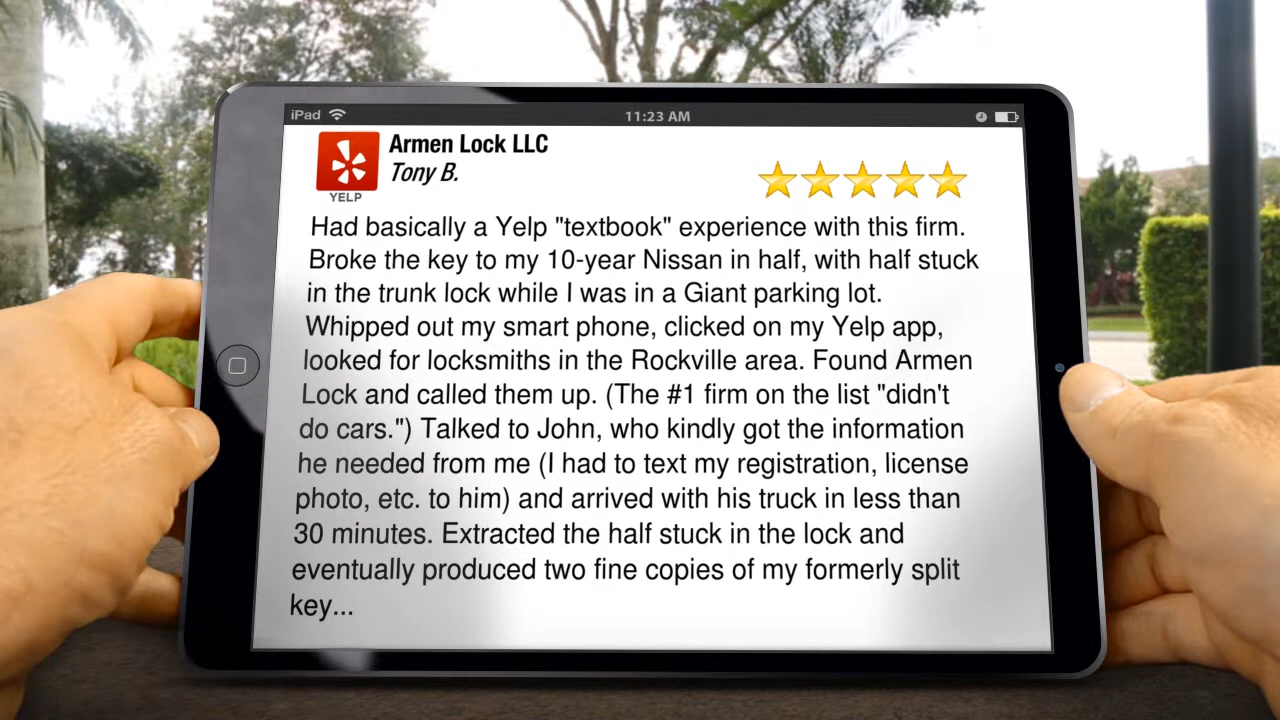 iPad 11:23 AM
Armen Lock LLC
Tony B.
YELP
Had basically a Yelp "textbook" experience with this firm.
Broke the key to my 10-year Nissan in half, with half stuck
in the trunk lock while I was in a Giant parking lot.
Whipped out my smart phone, clicked on my Yelp app,
looked for locksmiths in the Rockville area. Found Armen
Lock and called them up. (The #1 firm on the list "didn't
do cars.") Talked to John, who kindly got the information
he needed from me (I had to text my registration, license
photo, etc. to him) and arrived with his truck in less than
30 minutes. Extracted the half stuck in the lock and
eventually produced two fine copies of my formerly split
key...